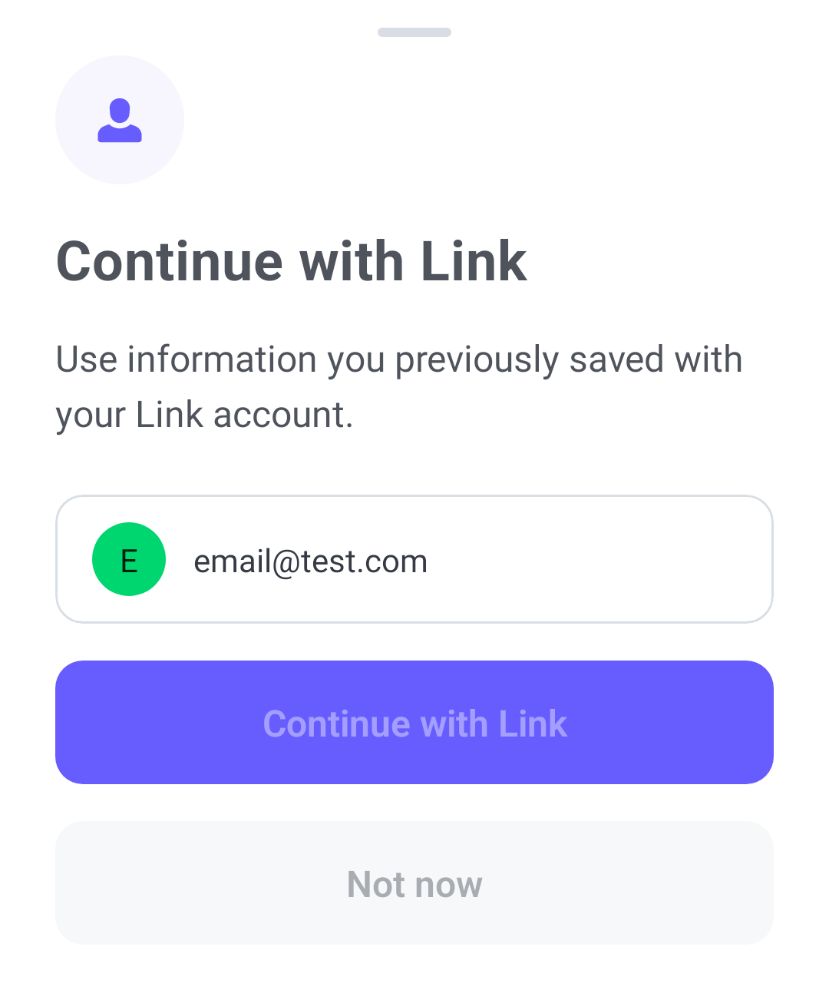 Continue with Link
Use information you previously saved with
your Link account.
E
email@test.com
Continue with Link
Not now